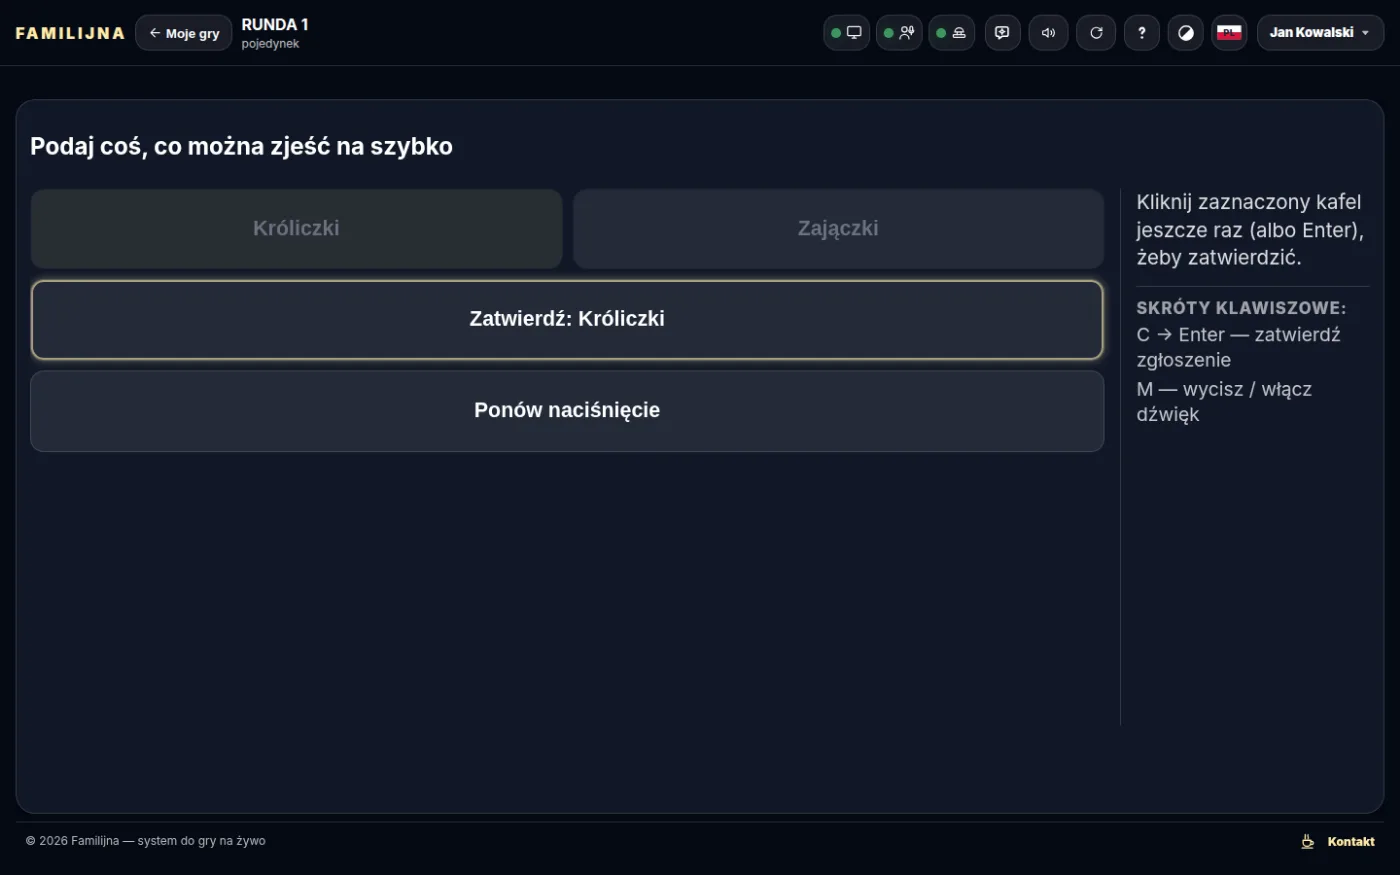 FAMILIJNA
← Moje gry
RUNDA 1
pojedynek
?
PL
Jan Kowalski
Podaj coś, co można zjeść na szybko
Króliczki
Zajączki
Zatwierdź: Króliczki
Ponów naciśnięcie
Kliknij zaznaczony kafel
jeszcze raz (albo Enter),
żeby zatwierdzić.
SKRÓTY KLAWISZOWE:
C → Enter — zatwierdź
zgłoszenie
M — wycisz / włącz
dźwięk
© 2026 Familijna — system do gry na żywo
Kontakt